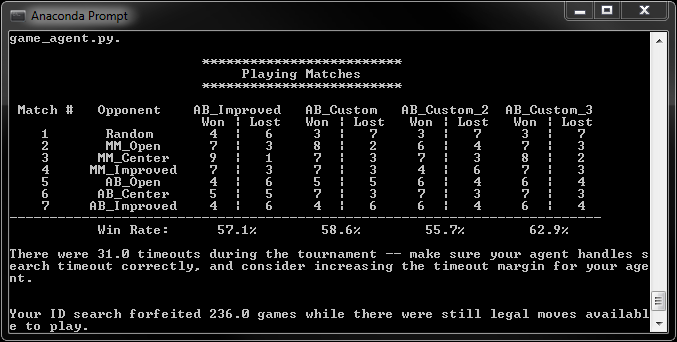 Anaconda Prompt
game_agent.py.
*************************
Playing Matches
*************************
Match # Opponent AB_Improved AB_Custom AB_Custom_2 AB_Custom_3
Won | Lost Won | Lost Won | Lost Won | Lost
1 Random 4 | 6 3 | 7 3 | 7 3 | 7
2 MM_Open 7 | 3 8 | 2 6 | 4 7 | 3
3 MM_Center 9 | 1 7 | 3 7 | 3 8 | 2
4 MM_Improved 7 | 3 7 | 3 4 | 6 7 | 3
5 AB_Open 4 | 6 5 | 5 6 | 4 6 | 4
6 AB_Center 5 | 5 7 | 3 7 | 3 7 | 3
7 AB_Improved 4 | 6 4 | 6 6 | 4 6 | 4
--------------------------------------------------------------------------
Win Rate: 57.1% 58.6% 55.7% 62.9%
There were 31.0 timeouts during the tournament -- make sure your agent handles s
earch timeout correctly, and consider increasing the timeout margin for your age
nt.
Your ID search forfeited 236.0 games while there were still legal moves availabl
e to play.